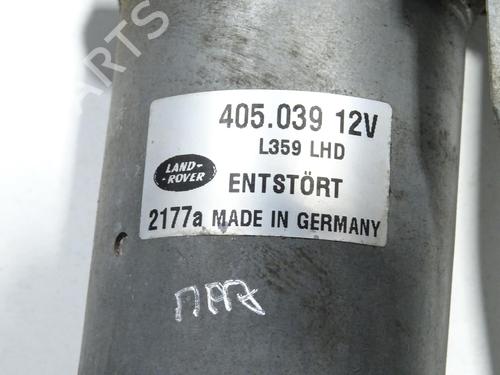 405.039 12V
L359 LHD
LAND-
ROVER
ENTSTÖRT
2177a MADE IN GERMANY